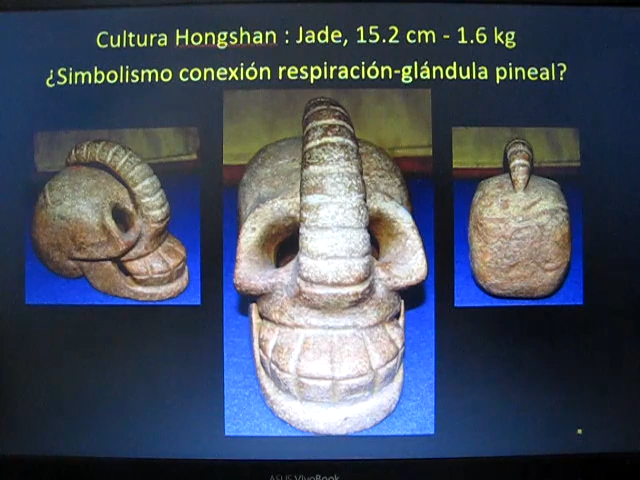 Cultura Hongshan : Jade, 15.2 cm - 1.6 kg
¿Simbolismo conexión respiración-glándula pineal?
ASUS VivoBook